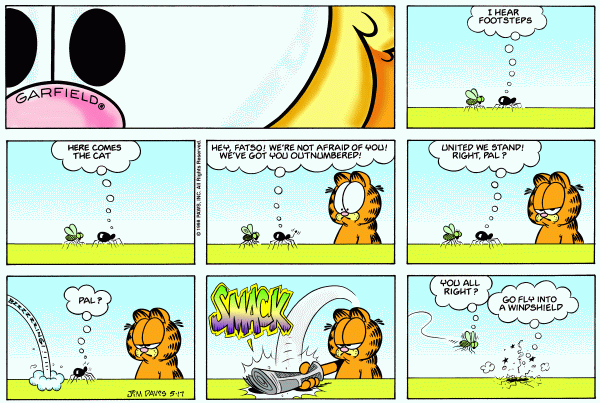 GARFIELD®
I HEAR
FOOTSTEPS
HERE COMES
THE CAT
© 1998 PAWS, INC. All Rights Reserved.
HEY, FATSO! WE'RE NOT AFRAID OF YOU!
WE'VE GOT YOU OUTNUMBERED!
UNITED WE STAND!
RIGHT, PAL?
PAL?
JIM DAVIS 5-17
SMACK
YOU ALL
RIGHT?
GO FLY INTO
A WINDSHIELD